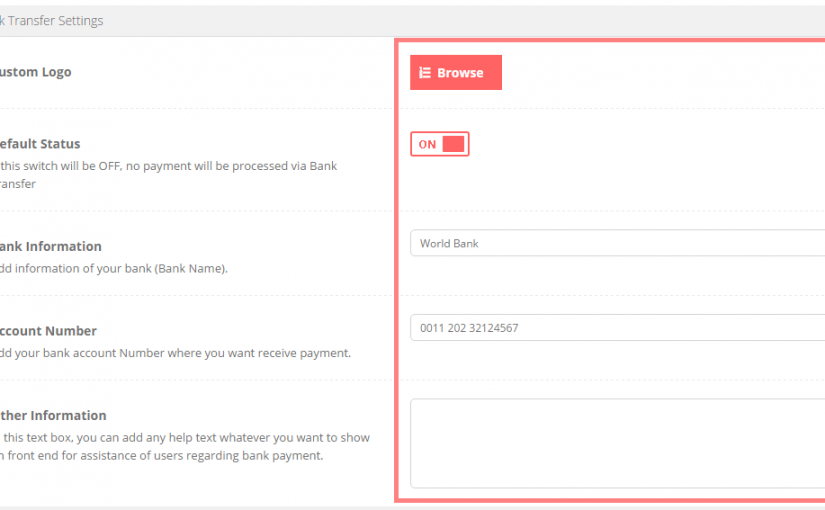 k Transfer Settings
ustom Logo
Browse
efault Status
ON
this switch will be OFF, no payment will be processed via Bank
ransfer
ank Information
World Bank
dd information of your bank (Bank Name).
ccount Number
0011 202 32124567
dd your bank account Number where you want receive payment.
ther Information
this text box, you can add any help text whatever you want to show
n front end for assistance of users regarding bank payment.